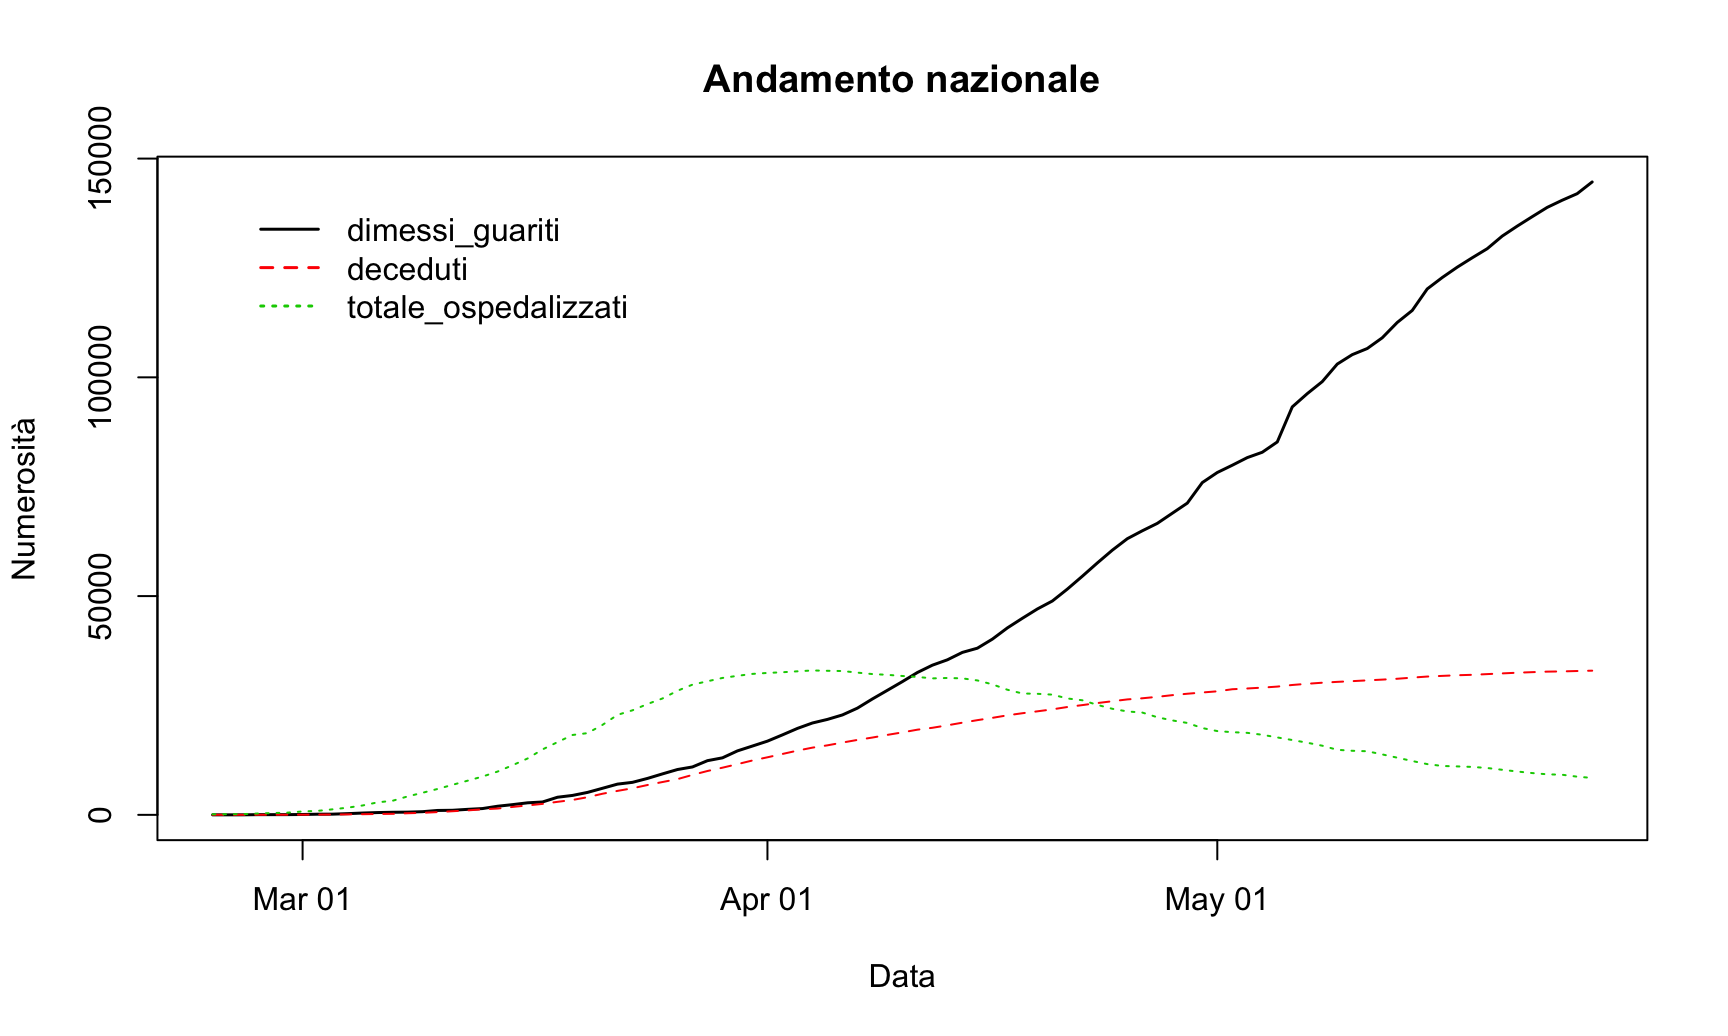 Andamento nazionale
150000
100000
50000
0
Numerosità
dimessi_guariti
deceduti
totale_ospedalizzati
Mar 01
Apr 01
May 01
Data